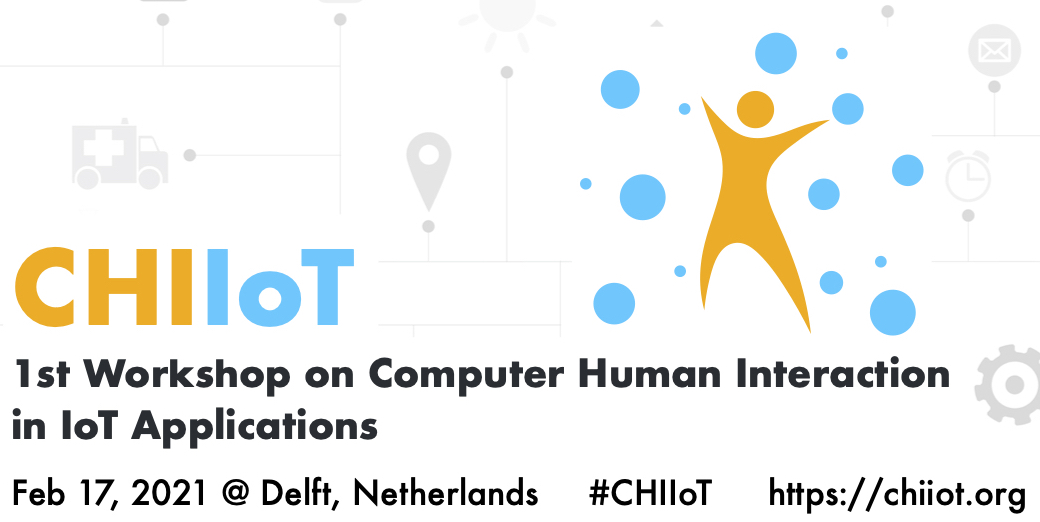 CHIIoT
1st Workshop on Computer Human Interaction
in IoT Applications
Feb 17, 2021 @ Delft, Netherlands #CHIIoT https://chiiot.org